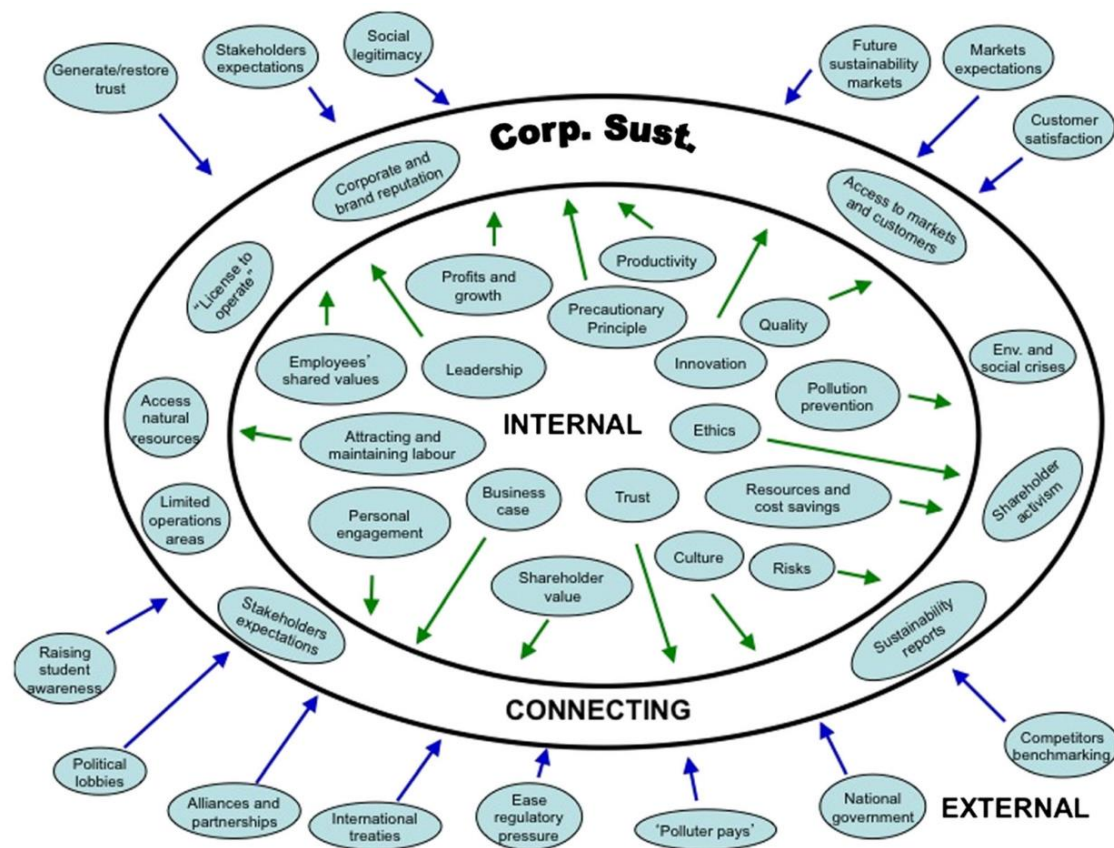 Social
legitimacy
Stakeholders
expectations
Generate/restore
trust
Future
sustainability
markets
Markets
expectations
Customer
satisfaction
Corp. Sust.
Corporate and
brand reputation
Access to markets
and customers
"License to
operate"
Productivity
Profits and
growth
Precautionary
Principle
Quality
Innovation
Employees'
shared values
Leadership
Env. and
social crises
Pollution
prevention
Access
natural
resources
INTERNAL
Ethics
Attracting and
maintaining labour
Limited
operations
areas
Personal
engagement
Business
case
Trust
Resources and
cost savings
Shareholder
activism
Culture
Risks
Shareholder
value
Stakeholders
expectations
Sustainability
reports
Raising
student
awareness
CONNECTING
Competitors
benchmarking
Political
lobbies
Alliances and
partnerships
International
treaties
Ease
regulatory
pressure
'Polluter pays'
National
government
EXTERNAL